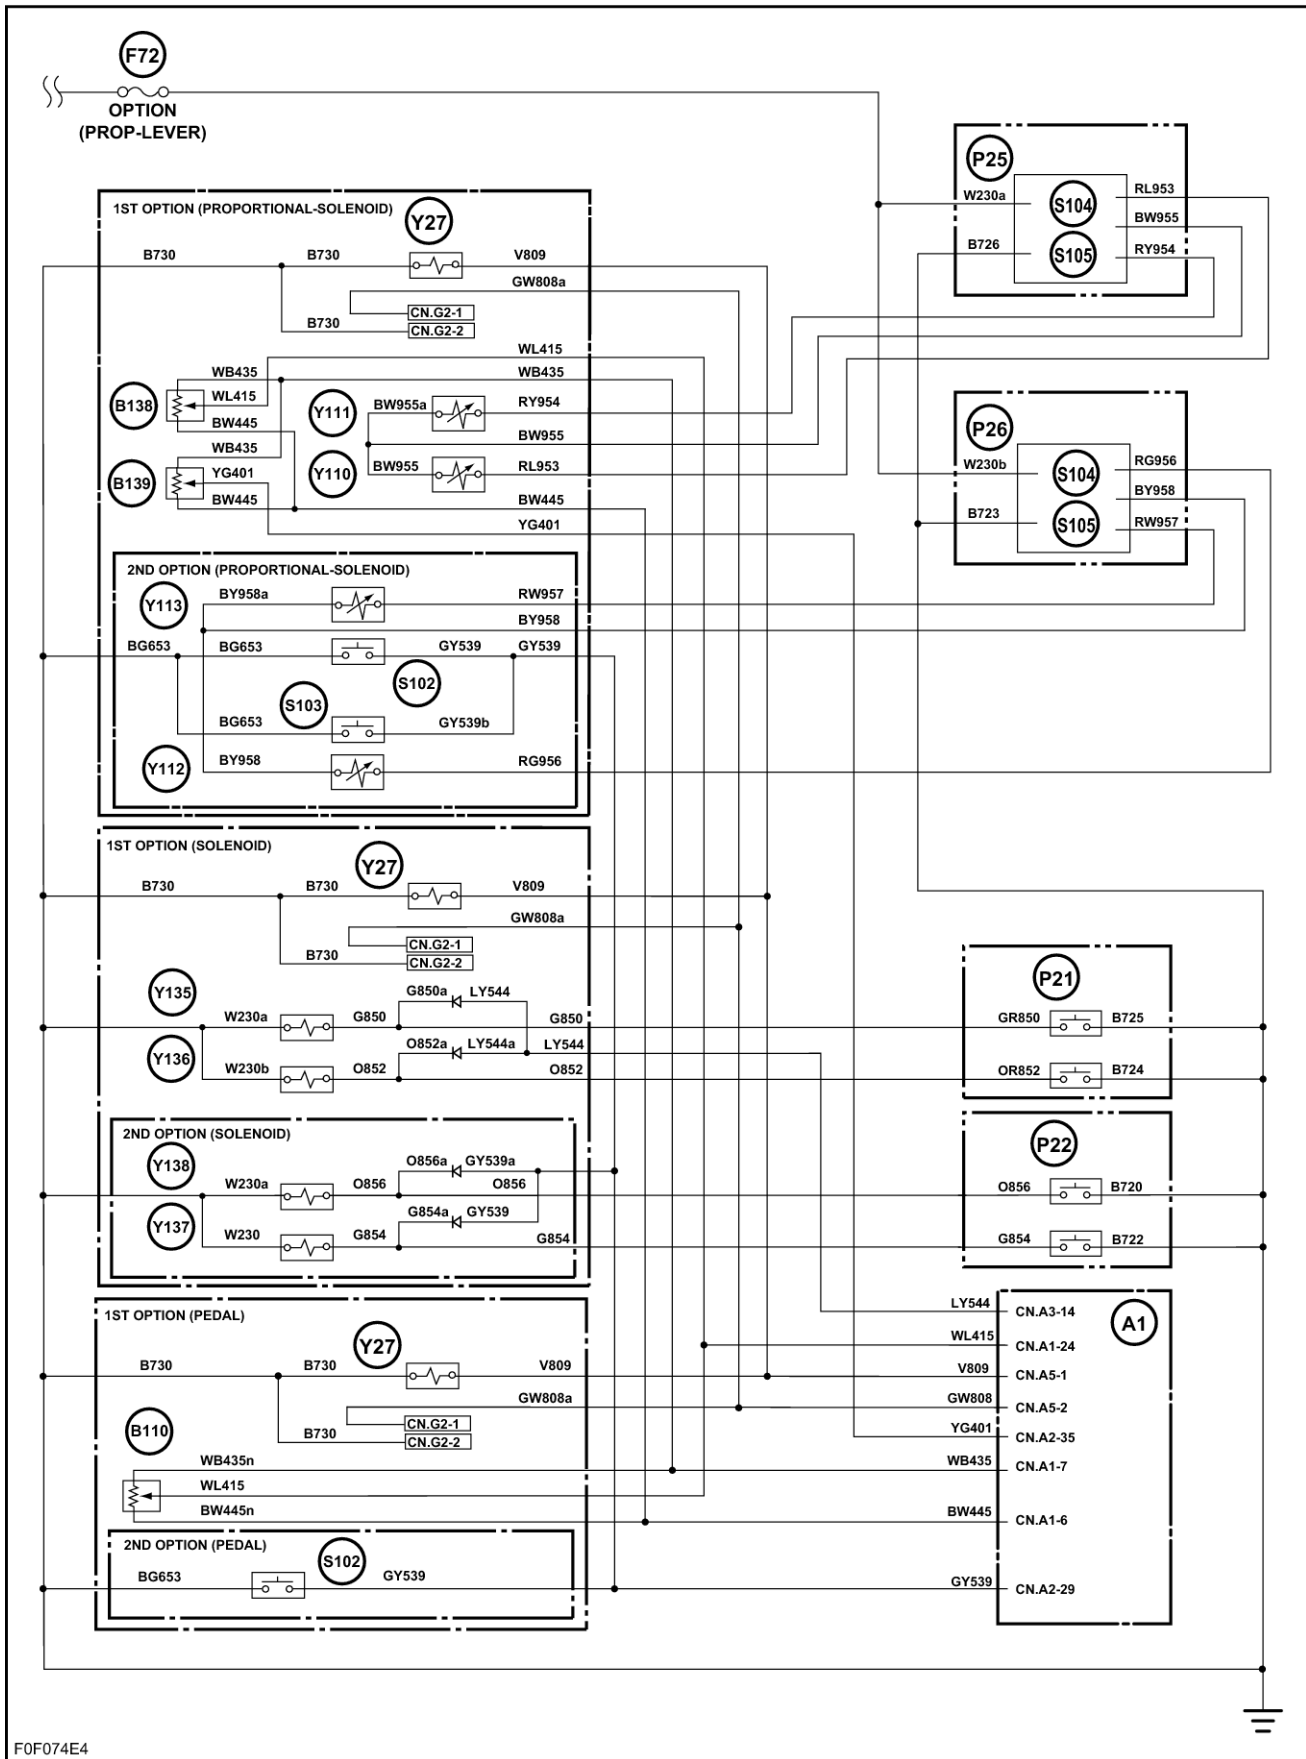 F72
OPTION
(PROP-LEVER)
P25
W230a
S104
RL953
BW955
B726
S105
RY954
1ST OPTION (PROPORTIONAL-SOLENOID)
Y27
B730
B730
V809
GW808a
CN.G2-1
B730
CN.G2-2
WL415
WB435
WB435
B138
WL415
Y111
BW955a
RY954
BW445
BW955
WB435
B139
YG401
Y110
BW955
RL953
BW445
BW445
YG401
P26
W230b
S104
RG956
BY958
B723
S105
RW957
2ND OPTION (PROPORTIONAL-SOLENOID)
Y113
BY958a
RW957
BY958
BG653
BG653
GY539
GY539
S102
S103
BG653
GY539b
Y112
BY958
RG956
1ST OPTION (SOLENOID)
Y27
B730
B730
V809
GW808a
CN.G2-1
B730
CN.G2-2
Y135
G850a
LY544
W230a
G850
G850
Y136
O852a
LY544a
LY544
W230b
O852
O852
P21
GR850
B725
OR852
B724
2ND OPTION (SOLENOID)
Y138
O856a
GY539a
W230a
O856
O856
Y137
G854a
GY539
W230
G854
G854
P22
O856
B720
G854
B722
1ST OPTION (PEDAL)
Y27
B730
B730
V809
GW808a
CN.G2-1
B730
CN.G2-2
B110
WB435n
WL415
BW445n
2ND OPTION (PEDAL)
S102
BG653
GY539
A1
LY544 CN.A3-14
WL415 CN.A1-24
V809 CN.A5-1
GW808 CN.A5-2
YG401 CN.A2-35
WB435 CN.A1-7
BW445 CN.A1-6
GY539 CN.A2-29
F0F074E4